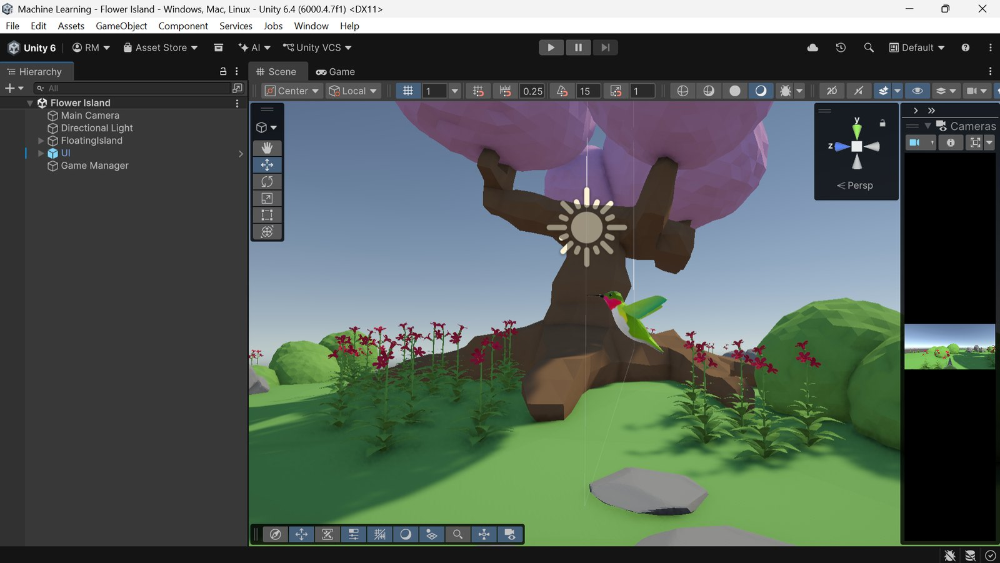 Machine Learning - Flower Island - Windows, Mac, Linux - Unity 6.4 (6000.4.7f1) <DX11>
File Edit Assets GameObject Component Services Jobs Window Help
Unity 6 RM Asset Store AI Unity VCS Default
Hierarchy
Scene Game
All
Center Local 1 0.25 15 1 2D
Flower Island
Main Camera
Directional Light
FloatingIsland
UI
Game Manager
y
z
Persp
Cameras